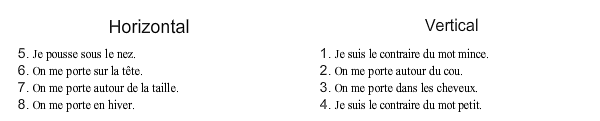 Horizontal
5. Je pousse sous le nez.
6. On me porte sur la tête.
7. On me porte autour de la taille.
8. On me porte en hiver.
Vertical
1. Je suis le contraire du mot mince.
2. On me porte autour du cou.
3. On me porte dans les cheveux.
4. Je suis le contraire du mot petit.